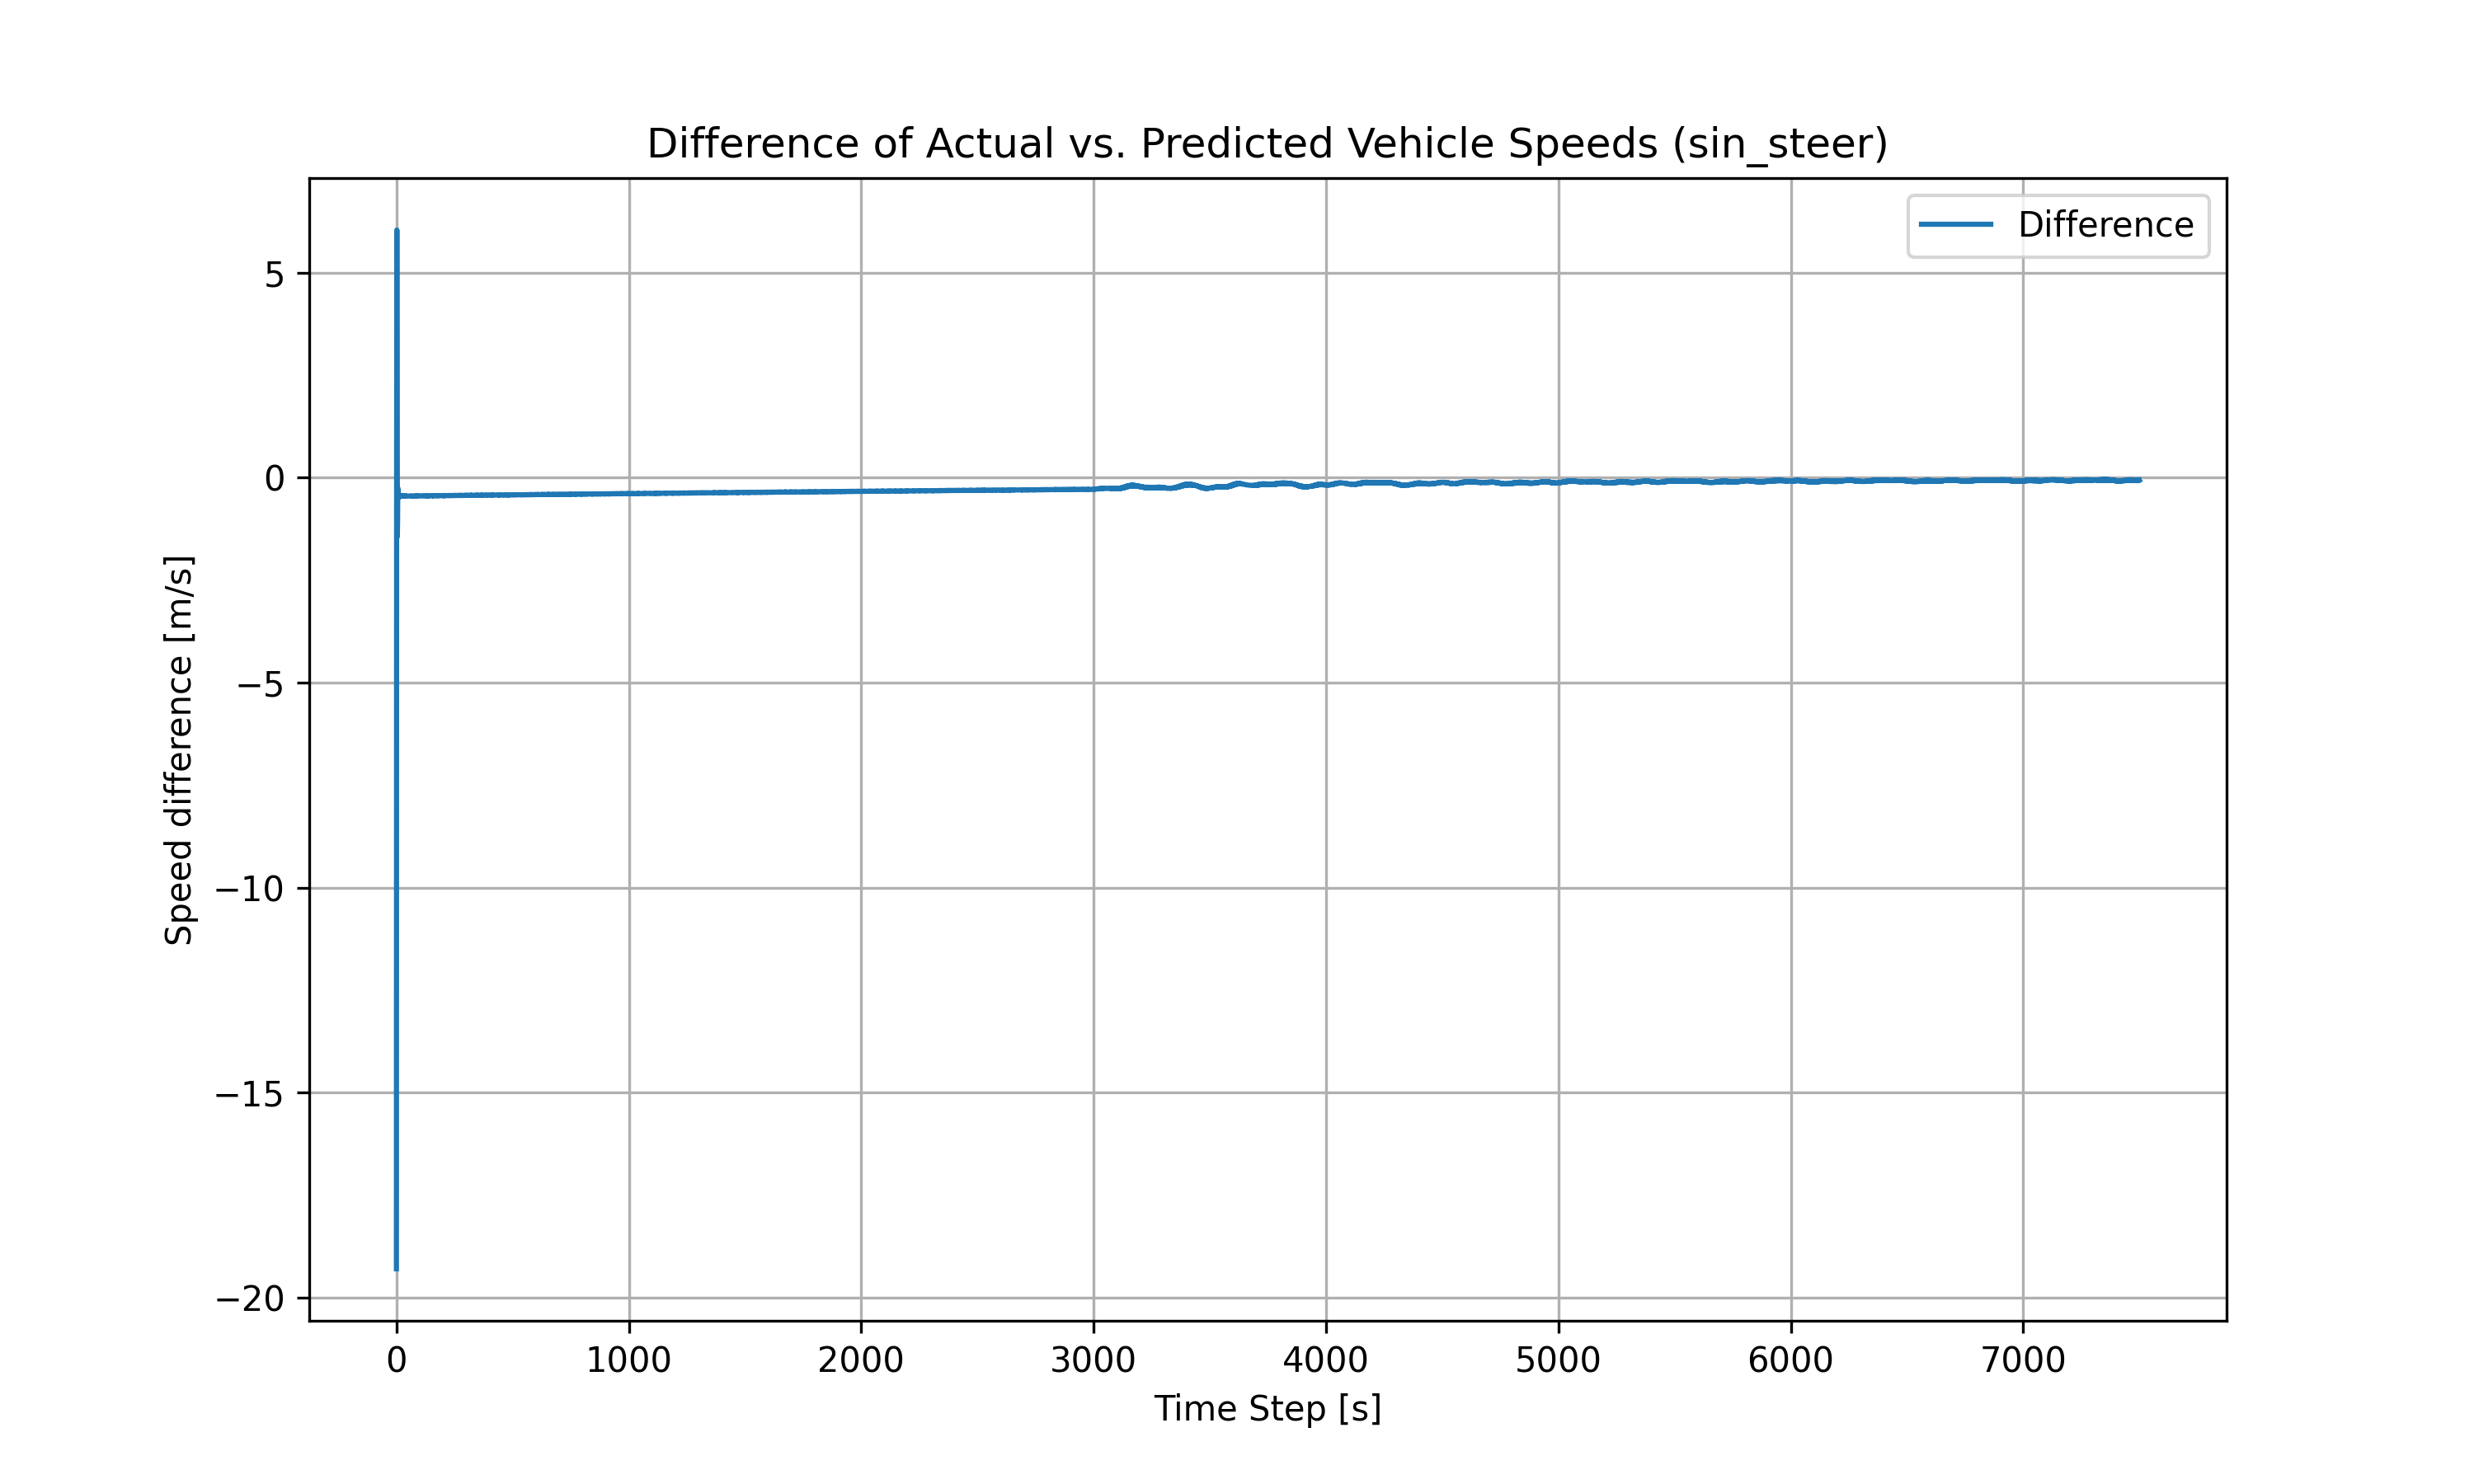 Difference of Actual vs. Predicted Vehicle Speeds (sin_steer)
Difference
5
0
−5
−10
−15
−20
Speed difference [m/s]
0 1000 2000 3000 4000 5000 6000 7000
Time Step [s]